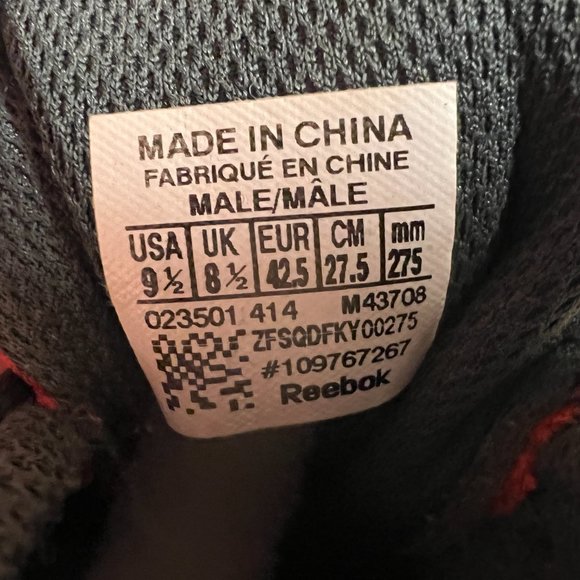 MADE IN CHINA
FABRIQUÉ EN CHINE
MALE/MÂLE
USA UK EUR CM mm
9 ½ 8 ½ 42.5 27.5 275
023501 414 M43708
ZFSQDFKY00275
#109767267
Reebok